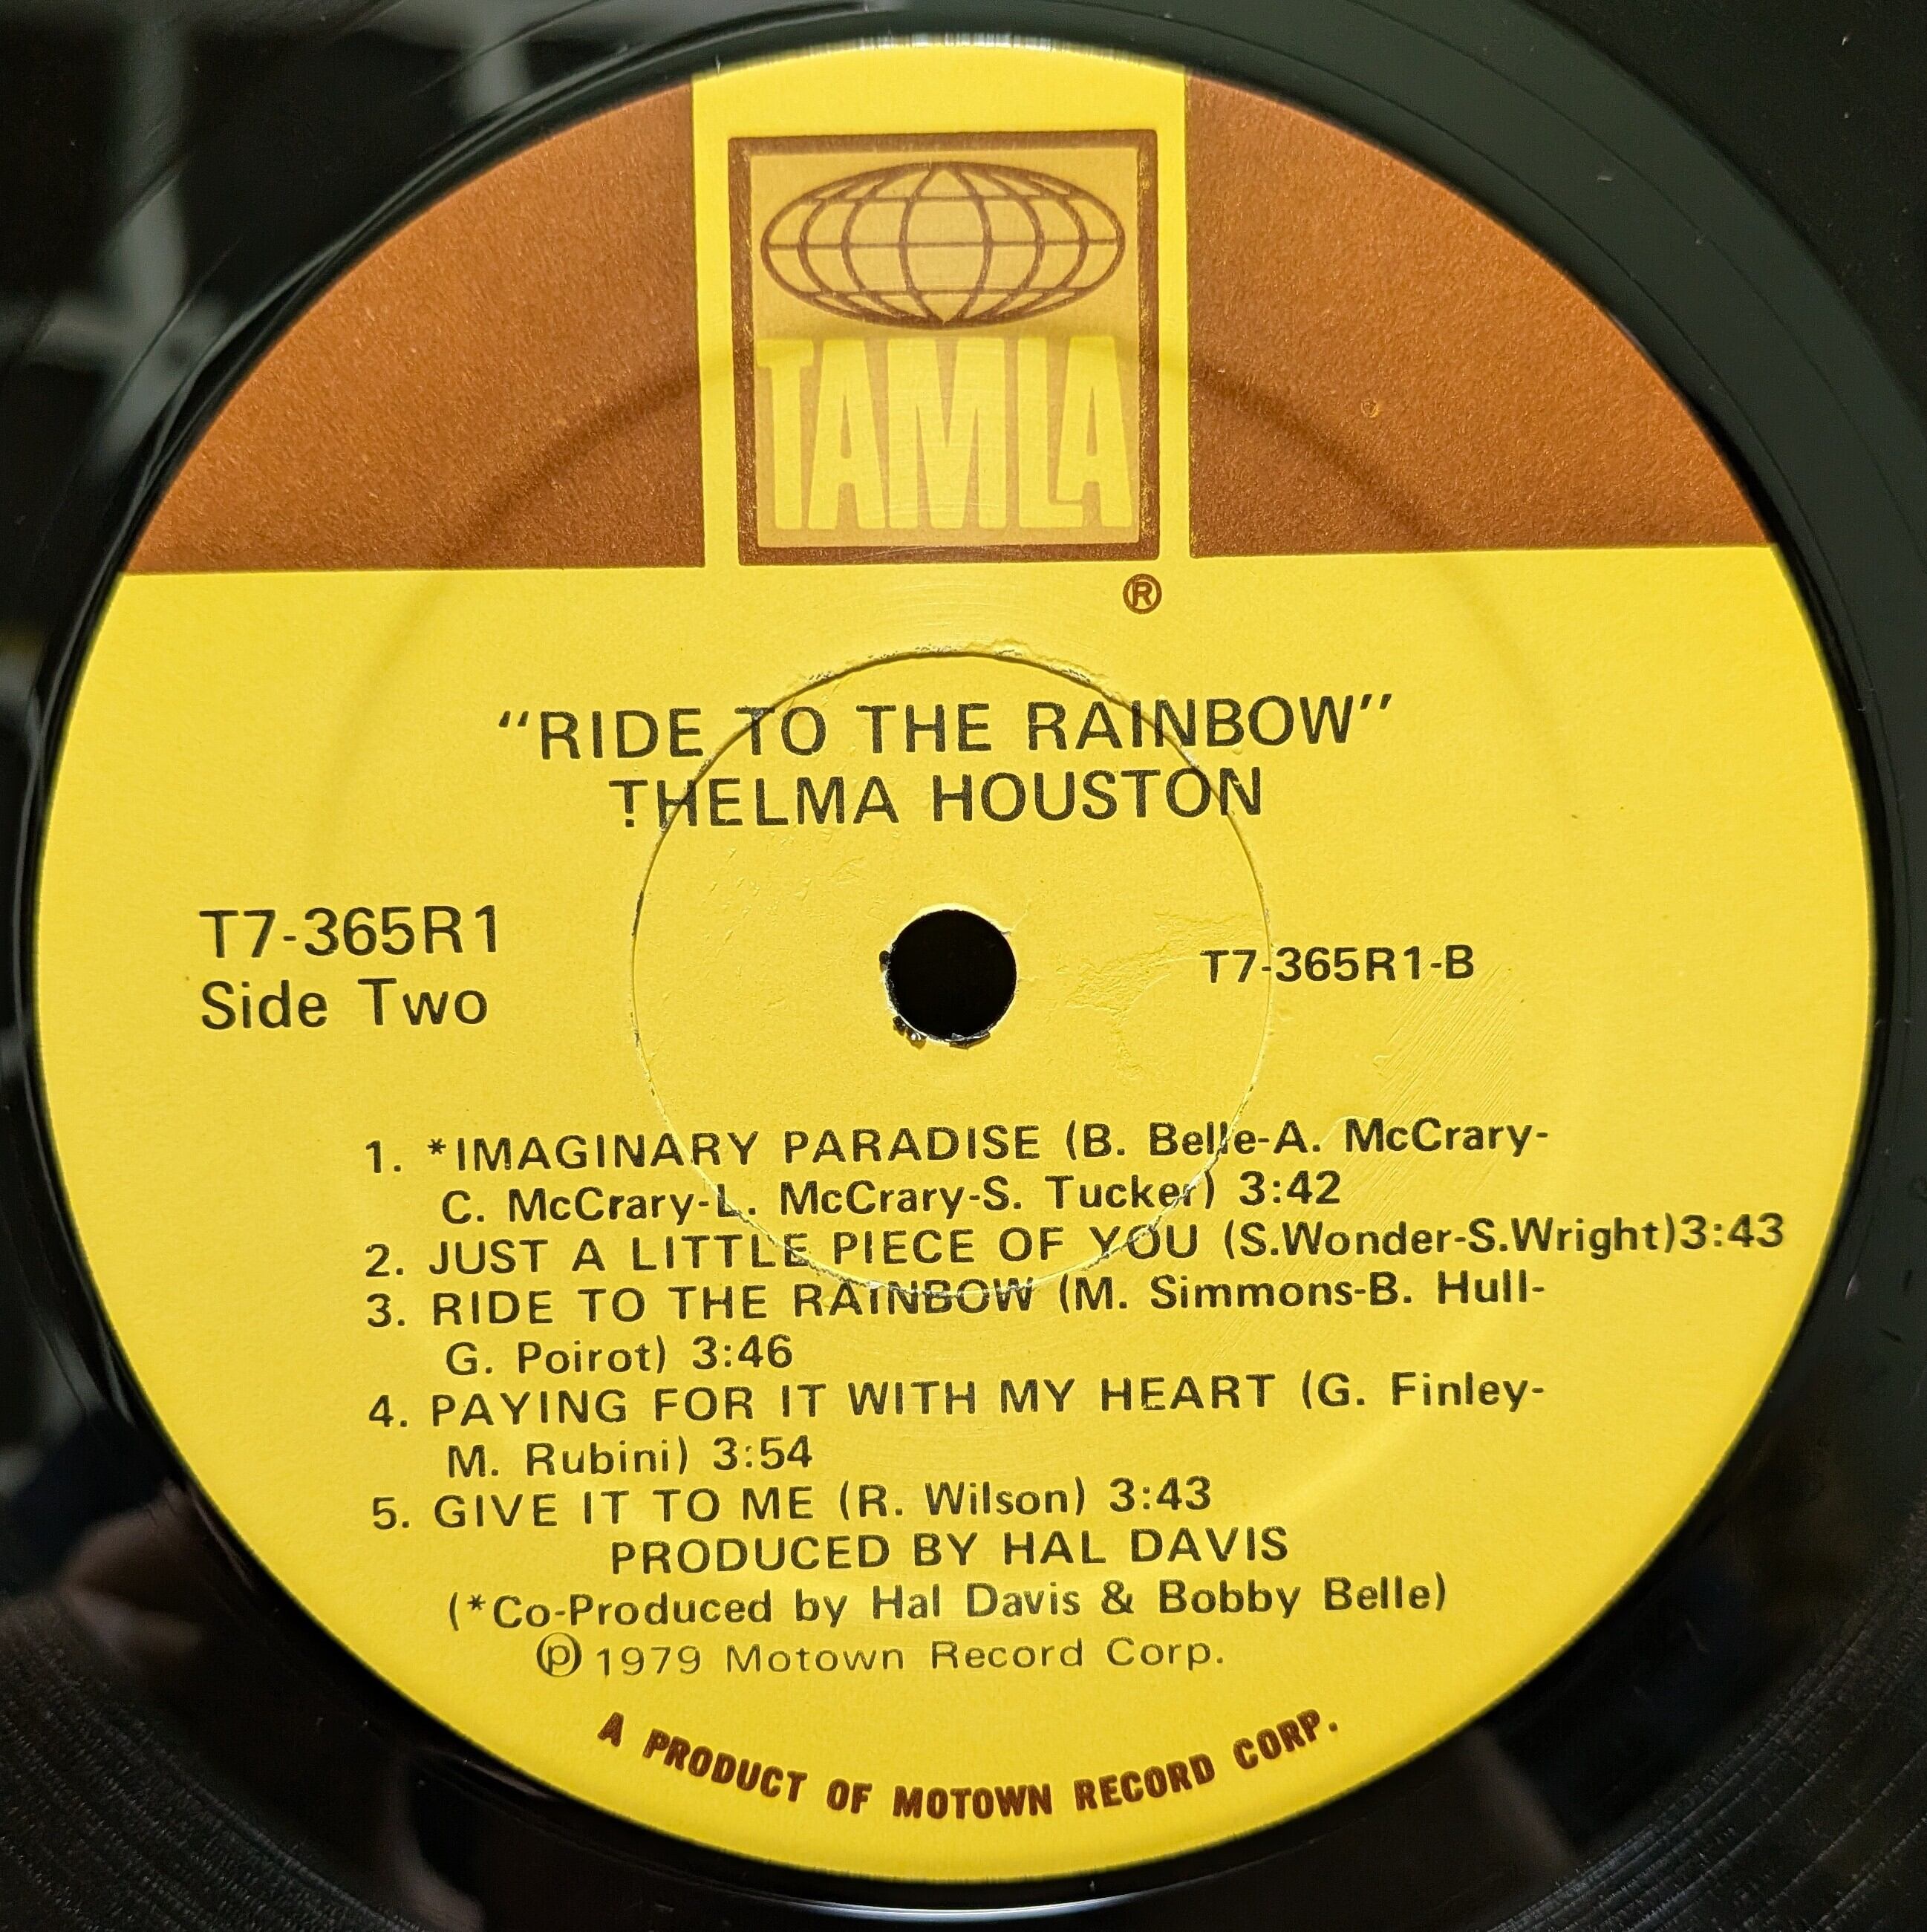 TAMLA
®
“RIDE TO THE RAINBOW”
THELMA HOUSTON
T7-365R1
Side Two
T7-365R1-B
1. *IMAGINARY PARADISE (B. Belle-A. McCrary-
C. McCrary-L. McCrary-S. Tucker) 3:42
2. JUST A LITTLE PIECE OF YOU (S.Wonder-S.Wright)3:43
3. RIDE TO THE RAINBOW (M. Simmons-B. Hull-
G. Poirot) 3:46
4. PAYING FOR IT WITH MY HEART (G. Finley-
M. Rubini) 3:54
5. GIVE IT TO ME (R. Wilson) 3:43
PRODUCED BY HAL DAVIS
(*Co-Produced by Hal Davis & Bobby Belle)
℗ 1979 Motown Record Corp.
A PRODUCT OF MOTOWN RECORD CORP.